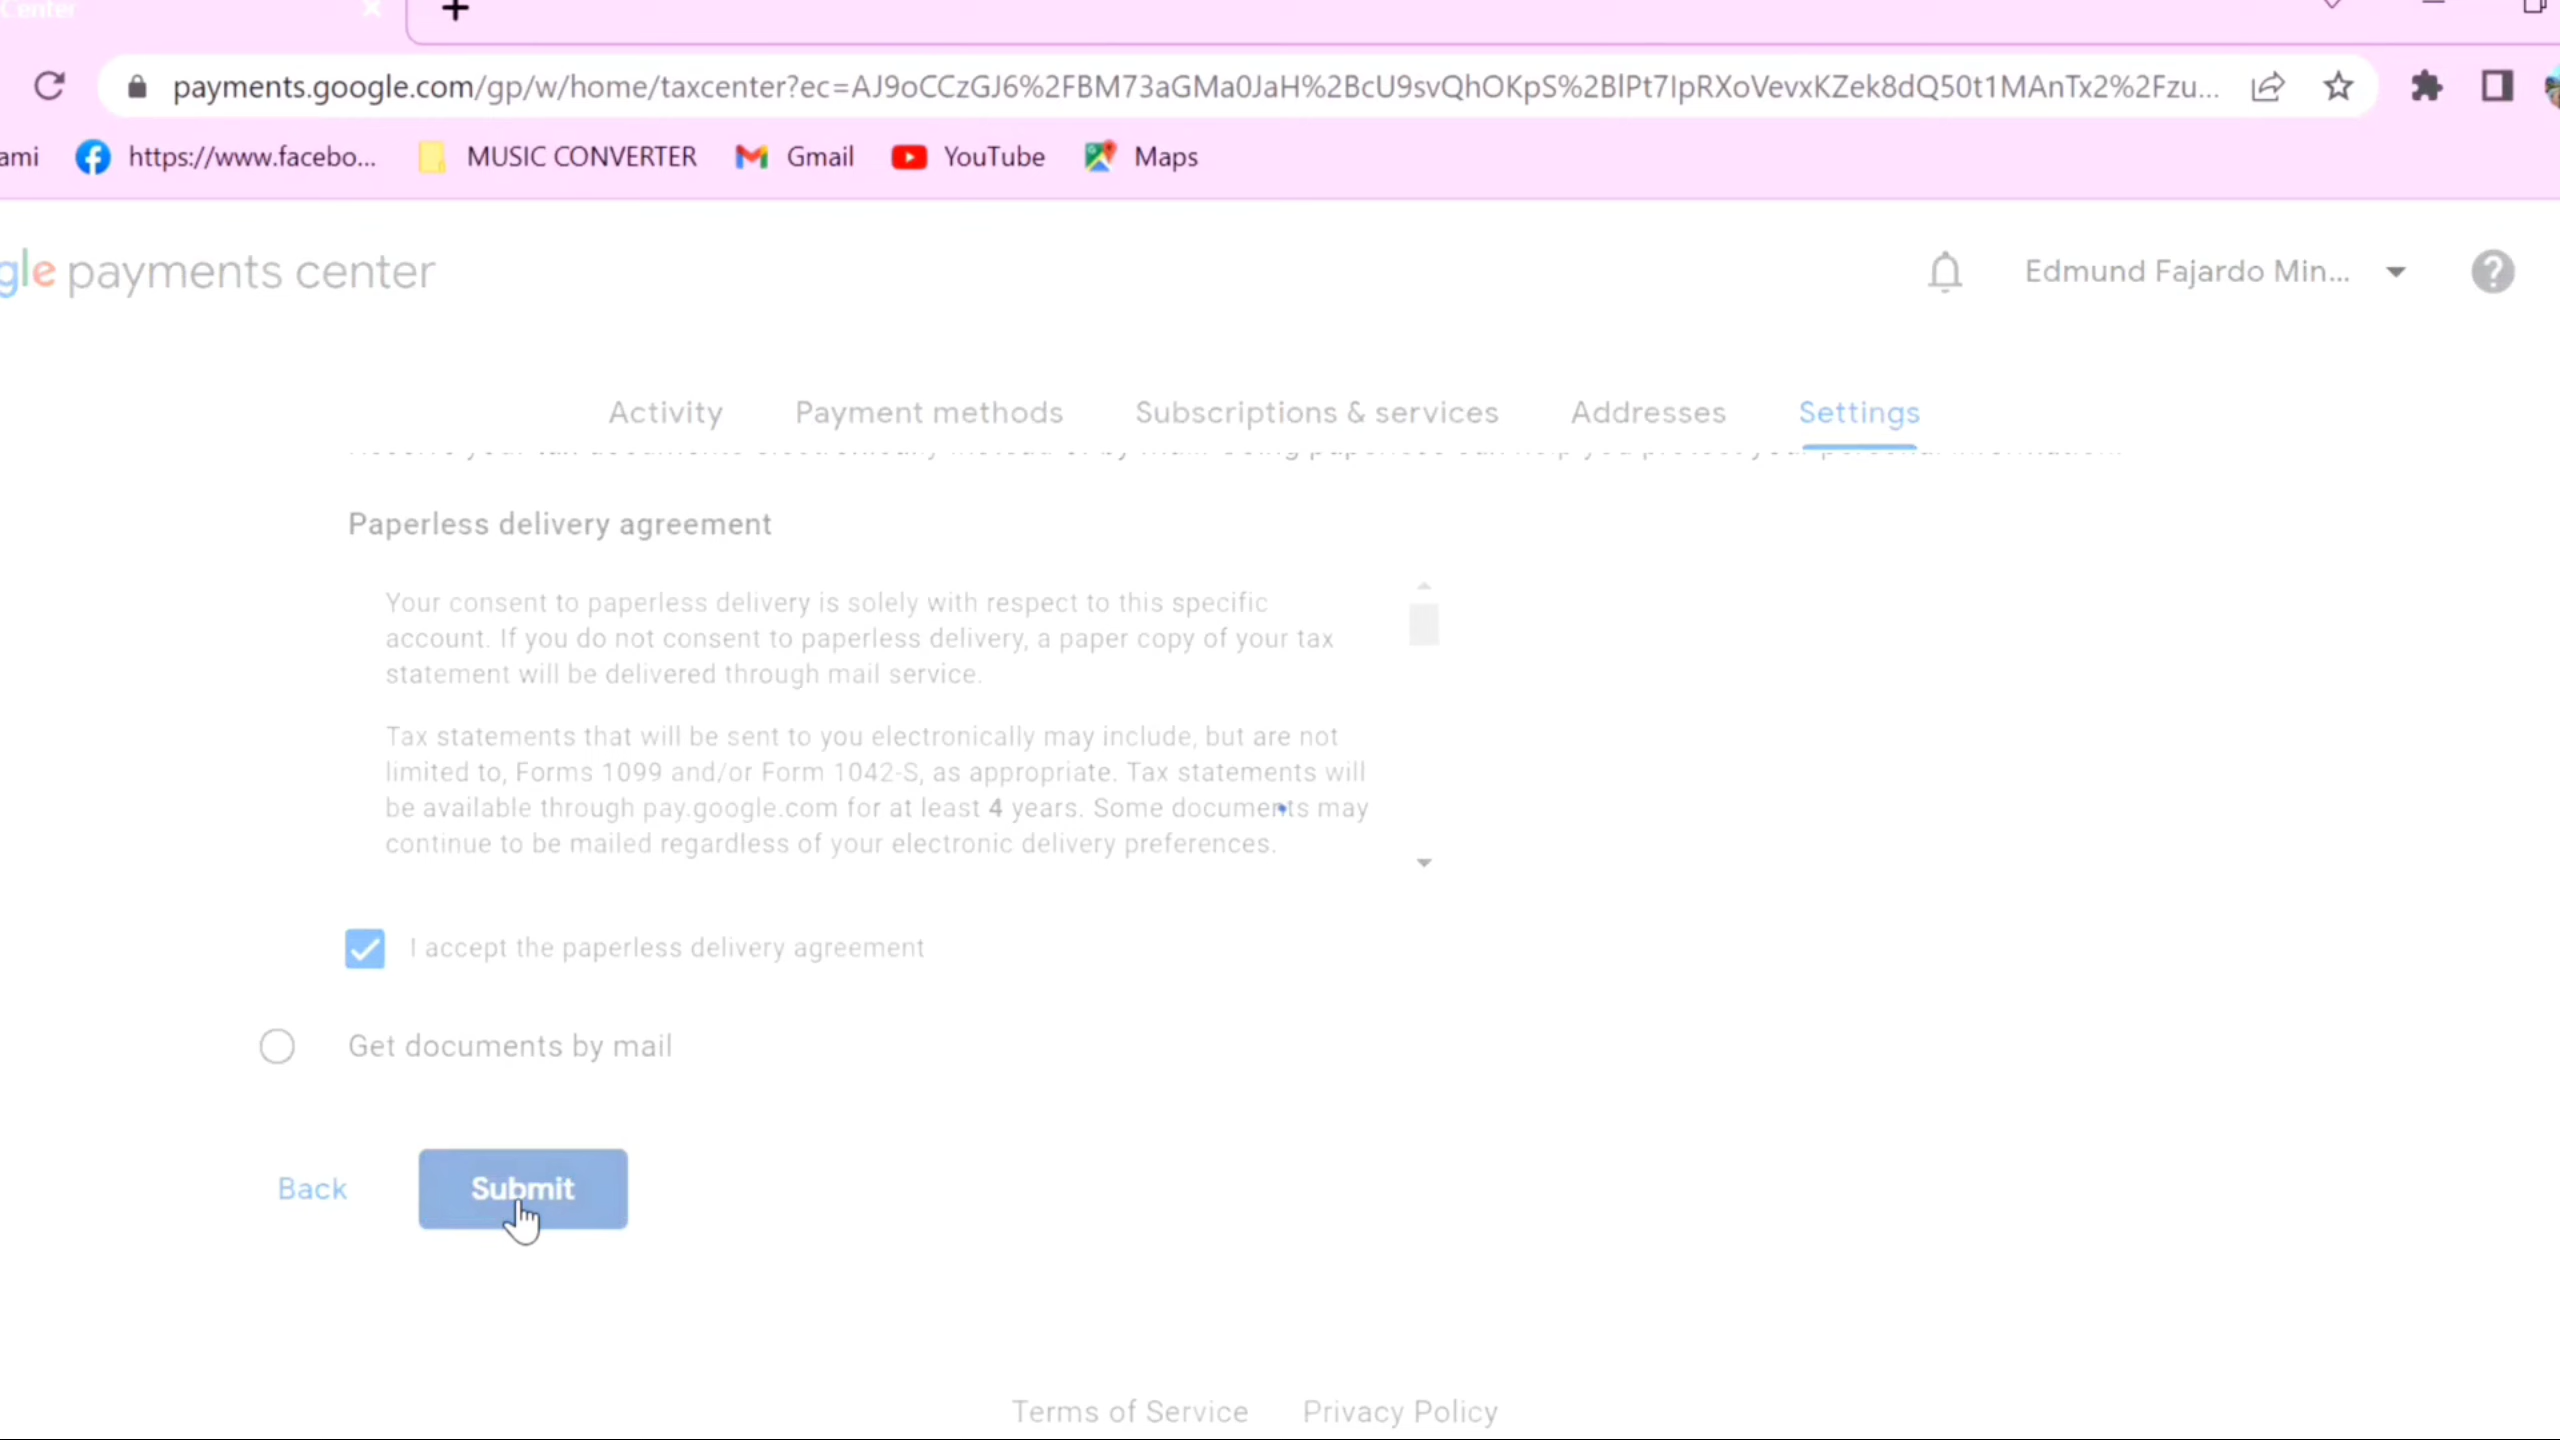 Center
payments.google.com/gp/w/home/taxcenter?ec=AJ9oCCzGJ6%2FBM73aGMa0JaH%2BcU9svQhOKpS%2BlPt7IpRXoVevxKZek8dQ50t1MAnTx2%2Fzu...
ami https://www.facebo... MUSIC CONVERTER Gmail YouTube Maps
gle payments center
Edmund Fajardo Min...
Activity Payment methods Subscriptions & services Addresses Settings
Paperless delivery agreement
Your consent to paperless delivery is solely with respect to this specific
account. If you do not consent to paperless delivery, a paper copy of your tax
statement will be delivered through mail service.
Tax statements that will be sent to you electronically may include, but are not
limited to, Forms 1099 and/or Form 1042-S, as appropriate. Tax statements will
be available through pay.google.com for at least 4 years. Some documents may
continue to be mailed regardless of your electronic delivery preferences.
I accept the paperless delivery agreement
Get documents by mail
Back Submit
Terms of Service Privacy Policy